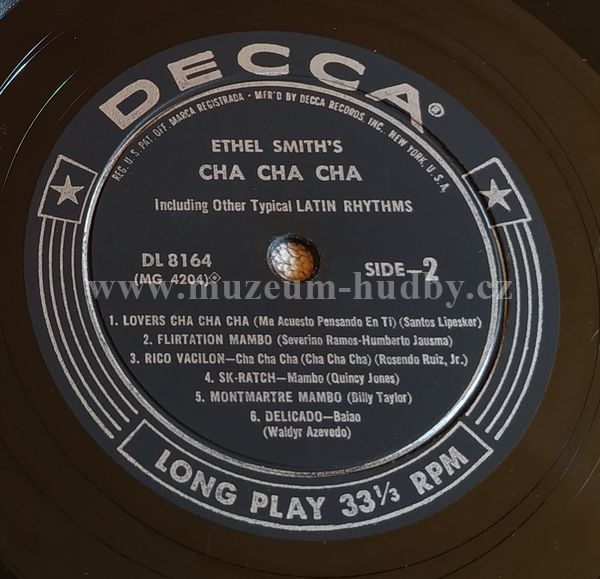 DECCA®
REG. U. S. PAT. OFF. MARCA REGISTRADA • MFR'D BY DECCA RECORDS, INC., NEW YORK, U. S. A.
ETHEL SMITH'S
CHA CHA CHA
Including Other Typical LATIN RHYTHMS
DL 8164
(MG 4204)
SIDE—2
www.muzeum-hudby.cz
1. LOVERS CHA CHA CHA (Me Acuesto Pensando En Ti) (Santos Lipesker)
2. FLIRTATION MAMBO (Severino Ramos-Humberto Jausma)
3. RICO VACILON—Cha Cha Cha (Cha Cha Cha) (Rosendo Ruiz, Jr.)
4. SK-RATCH—Mambo (Quincy Jones)
5. MONTMARTRE MAMBO (Billy Taylor)
6. DELICADO—Baiao
(Waldyr Azevedo)
LONG PLAY 33⅓ RPM